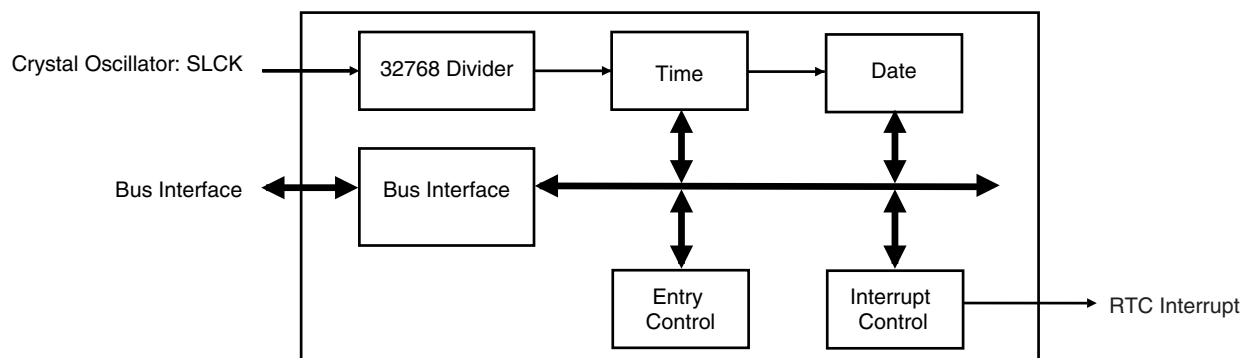 Crystal Oscillator: SLCK
32768 Divider
Time
Date
Bus Interface
Bus Interface
Entry
Control
Interrupt
Control
RTC Interrupt